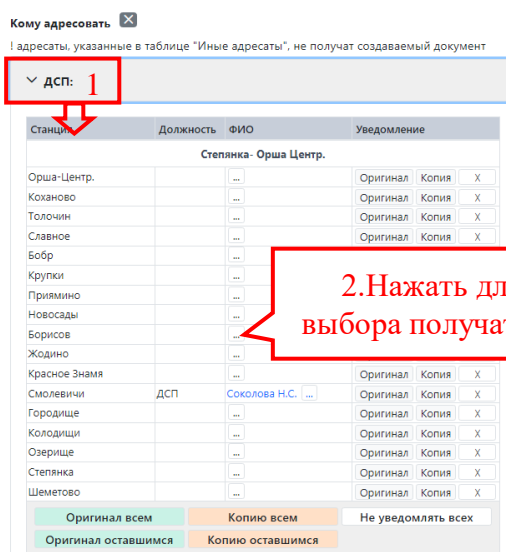 Кому адресовать X
! адресаты, указанные в таблице "Иные адресаты", не получат создаваемый документ
ДСП: 1
Должность ФИО Уведомление
Степянка- Орша Центр.
Орша-Центр. ... Оригинал Копия X
Коханово ... Оригинал Копия X
Толочин ... Оригинал Копия X
Славное ... Оригинал Копия X
Бобр ...
Крупки ...
Приямино ...
Новосады ...
Борисов ...
Жодино ...
2.Нажать
выбора
Красное Знамя ... Оригинал Копия X
Смолевичи ДСП Соколова Н.С. ... Оригинал Копия X
Городище ... Оригинал Копия X
Колодищи ... Оригинал Копия X
Озерище ... Оригинал Копия X
Степянка ... Оригинал Копия X
Шеметово ... Оригинал Копия X
Оригинал всем Копию всем Не уведомлять всех
Оригинал оставшимся Копию оставшимся